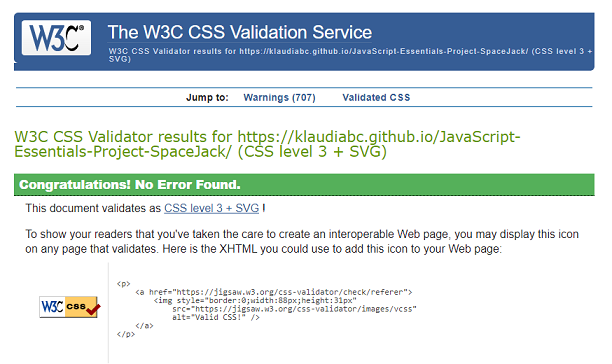 W3C®
The W3C CSS Validation Service
W3C CSS Validator results for https://klaudiabc.github.io/JavaScript-Essentials-Project-SpaceJack/ (CSS level 3 +
SVG)
Jump to: Warnings (707) Validated CSS
W3C CSS Validator results for https://klaudiabc.github.io/JavaScript-
Essentials-Project-SpaceJack/ (CSS level 3 + SVG)
Congratulations! No Error Found.
This document validates as CSS level 3 + SVG !
To show your readers that you've taken the care to create an interoperable Web page, you may display this icon
on any page that validates. Here is the XHTML you could use to add this icon to your Web page:
<p>
<a href="https://jigsaw.w3.org/css-validator/check/referer">
<img style="border:0;width:88px;height:31px"
src="https://jigsaw.w3.org/css-validator/images/vcss"
alt="Valid CSS!" />
</a>
</p>
W3C css